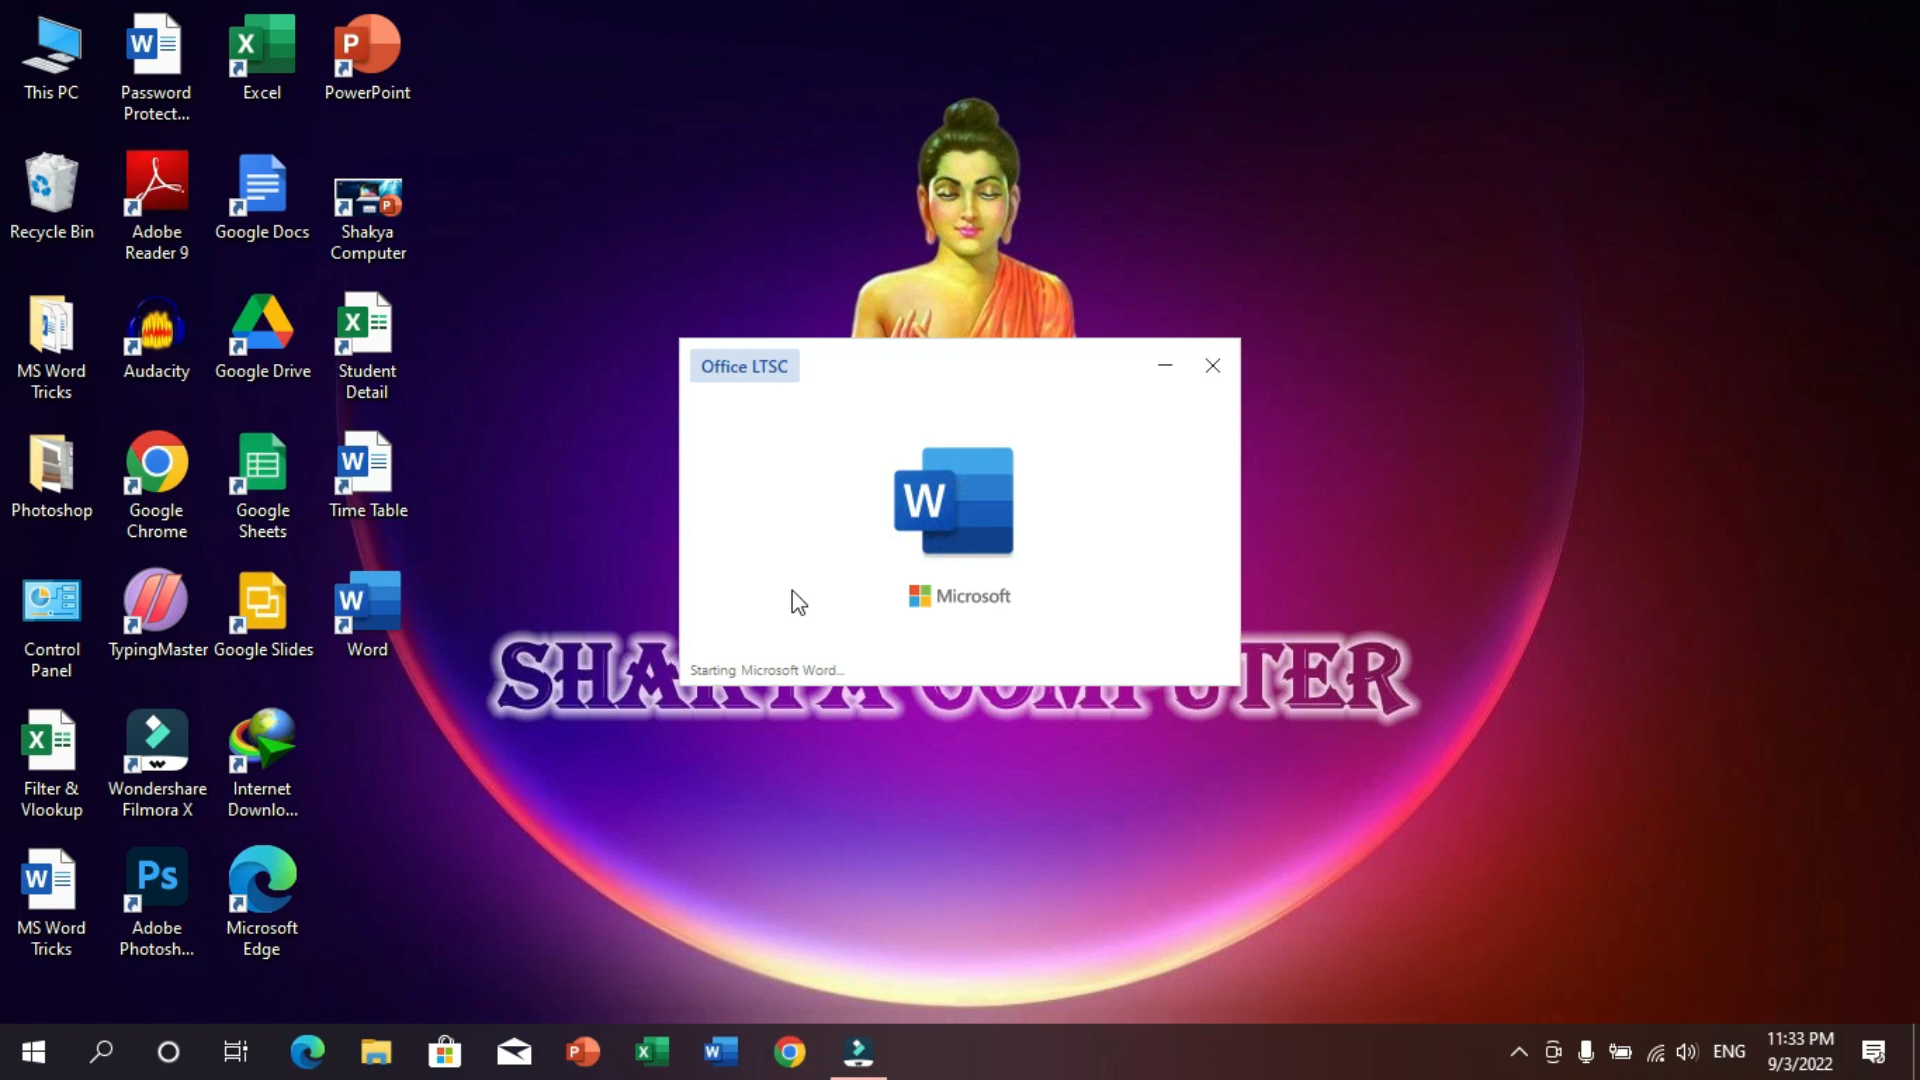 This PC
Password
Protect...
Excel
PowerPoint
Recycle Bin
Adobe
Reader 9
Google Docs
Shakya
Computer
MS Word
Tricks
Audacity
Google Drive
Student
Detail
Photoshop
Google
Chrome
Google
Sheets
Time Table
Control
Panel
TypingMaster
Google Slides
Word
Filter &
Vlookup
Wondershare
Filmora X
Internet
Downlo...
MS Word
Tricks
Adobe
Photosh...
Microsoft
Edge
Office LTSC
W
Microsoft
Starting Microsoft Word...
SHAKYA COMPUTER
ENG
11:33 PM
9/3/2022